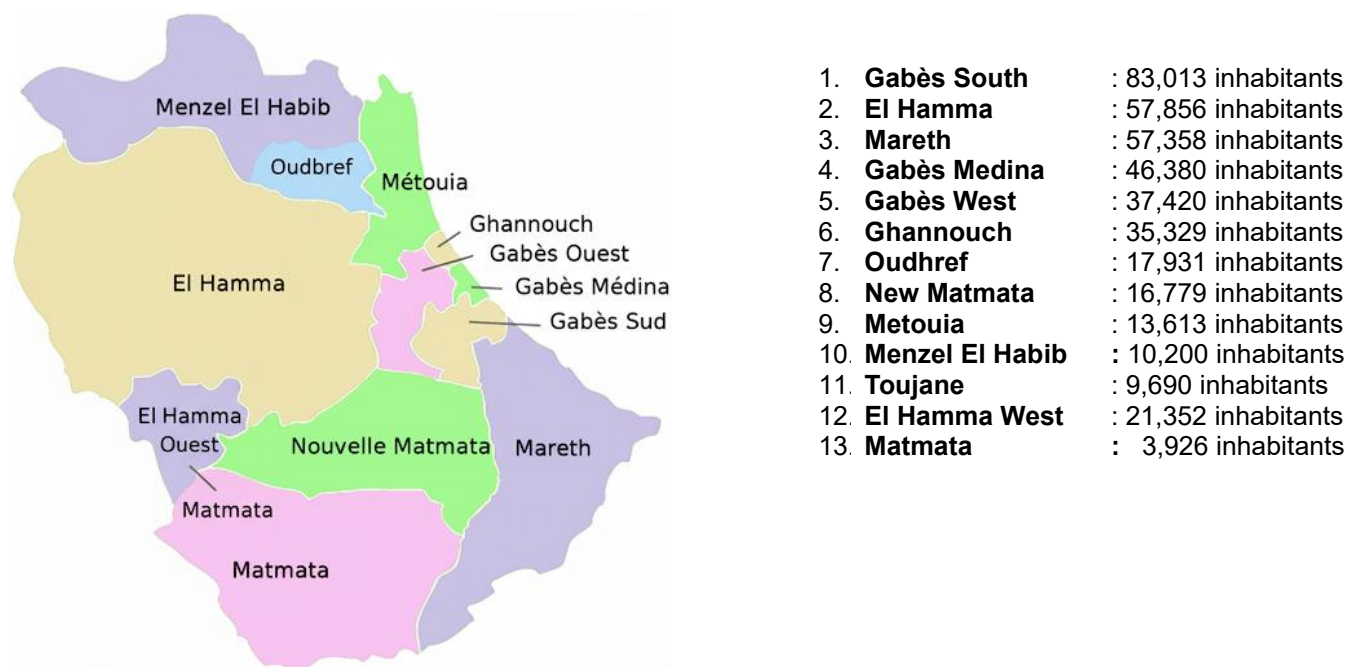 Menzel El Habib
Oudbref
Métouia
Ghannouch
Gabès Ouest
El Hamma
Gabès Médina
Gabès Sud
El Hamma
Ouest
Nouvelle Matmata
Mareth
Matmata
Matmata
1. Gabès South : 83,013 inhabitants
2. El Hamma : 57,856 inhabitants
3. Mareth : 57,358 inhabitants
4. Gabès Medina : 46,380 inhabitants
5. Gabès West : 37,420 inhabitants
6. Ghannouch : 35,329 inhabitants
7. Oudhref : 17,931 inhabitants
8. New Matmata : 16,779 inhabitants
9. Metouia : 13,613 inhabitants
10. Menzel El Habib : 10,200 inhabitants
11. Toujane : 9,690 inhabitants
12. El Hamma West : 21,352 inhabitants
13. Matmata : 3,926 inhabitants